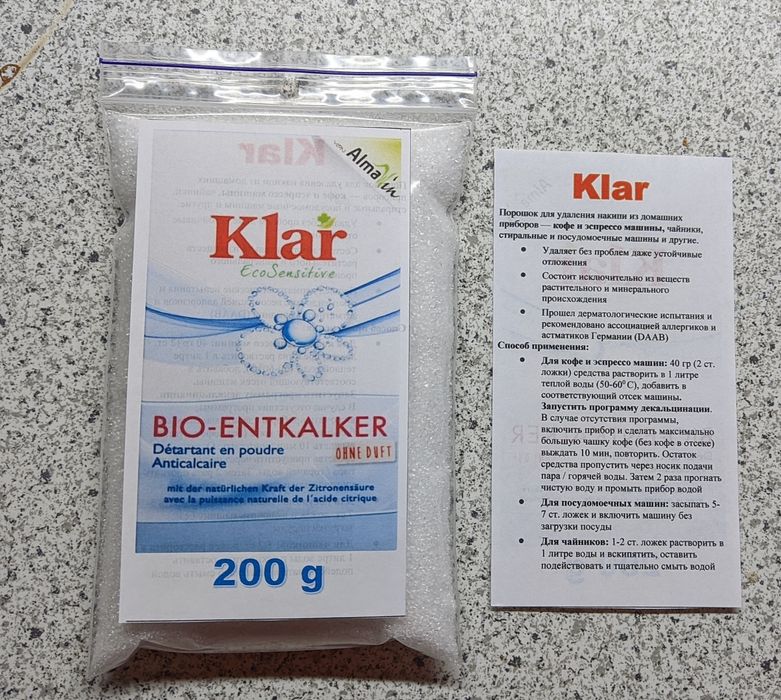 AlmaWin
Klar
EcoSensitive
BIO-ENTKALKER
Détartant en poudre
Anticalcaire
OHNE DUFT
mit der natürlichen Kraft der Zitronensäure
avec la puissance naturelle de l'acide citrique
200 g
Klar
Порошок для удаления накипи из домашних
приборов — кофе и эспрессо машины, чайники,
стиральные и посудомоечные машины и другие.
• Удаляет без проблем даже устойчивые
отложения
• Состоит исключительно из веществ
растительного и минерального
происхождения
• Прошел дерматологические испытания и
рекомендовано ассоциацией аллергиков и
астматиков Германии (DAAB)
Способ применения:
• Для кофе и эспрессо машин: 40 гр (2 ст.
ложки) средства растворить в 1 литре
теплой воды (50-60⁰ С), добавить в
соответствующий отсек машины.
Запустить программу декальцинации.
В случае отсутствия программы,
включить прибор и сделать максимально
большую чашку кофе (без кофе в отсеке)
выждать 10 мин, повторить. Остаток
средства пропустить через носик подачи
пара / горячей воды. Затем 2 раза прогнать
чистую воду и промыть прибор водой
• Для посудомоечных машин: засыпать 5-
7 ст. ложек и включить машину без
загрузки посуды
• Для чайников: 1-2 ст. ложек растворить в
1 литре воды и вскипятить, оставить
подействовать и тщательно смыть водой